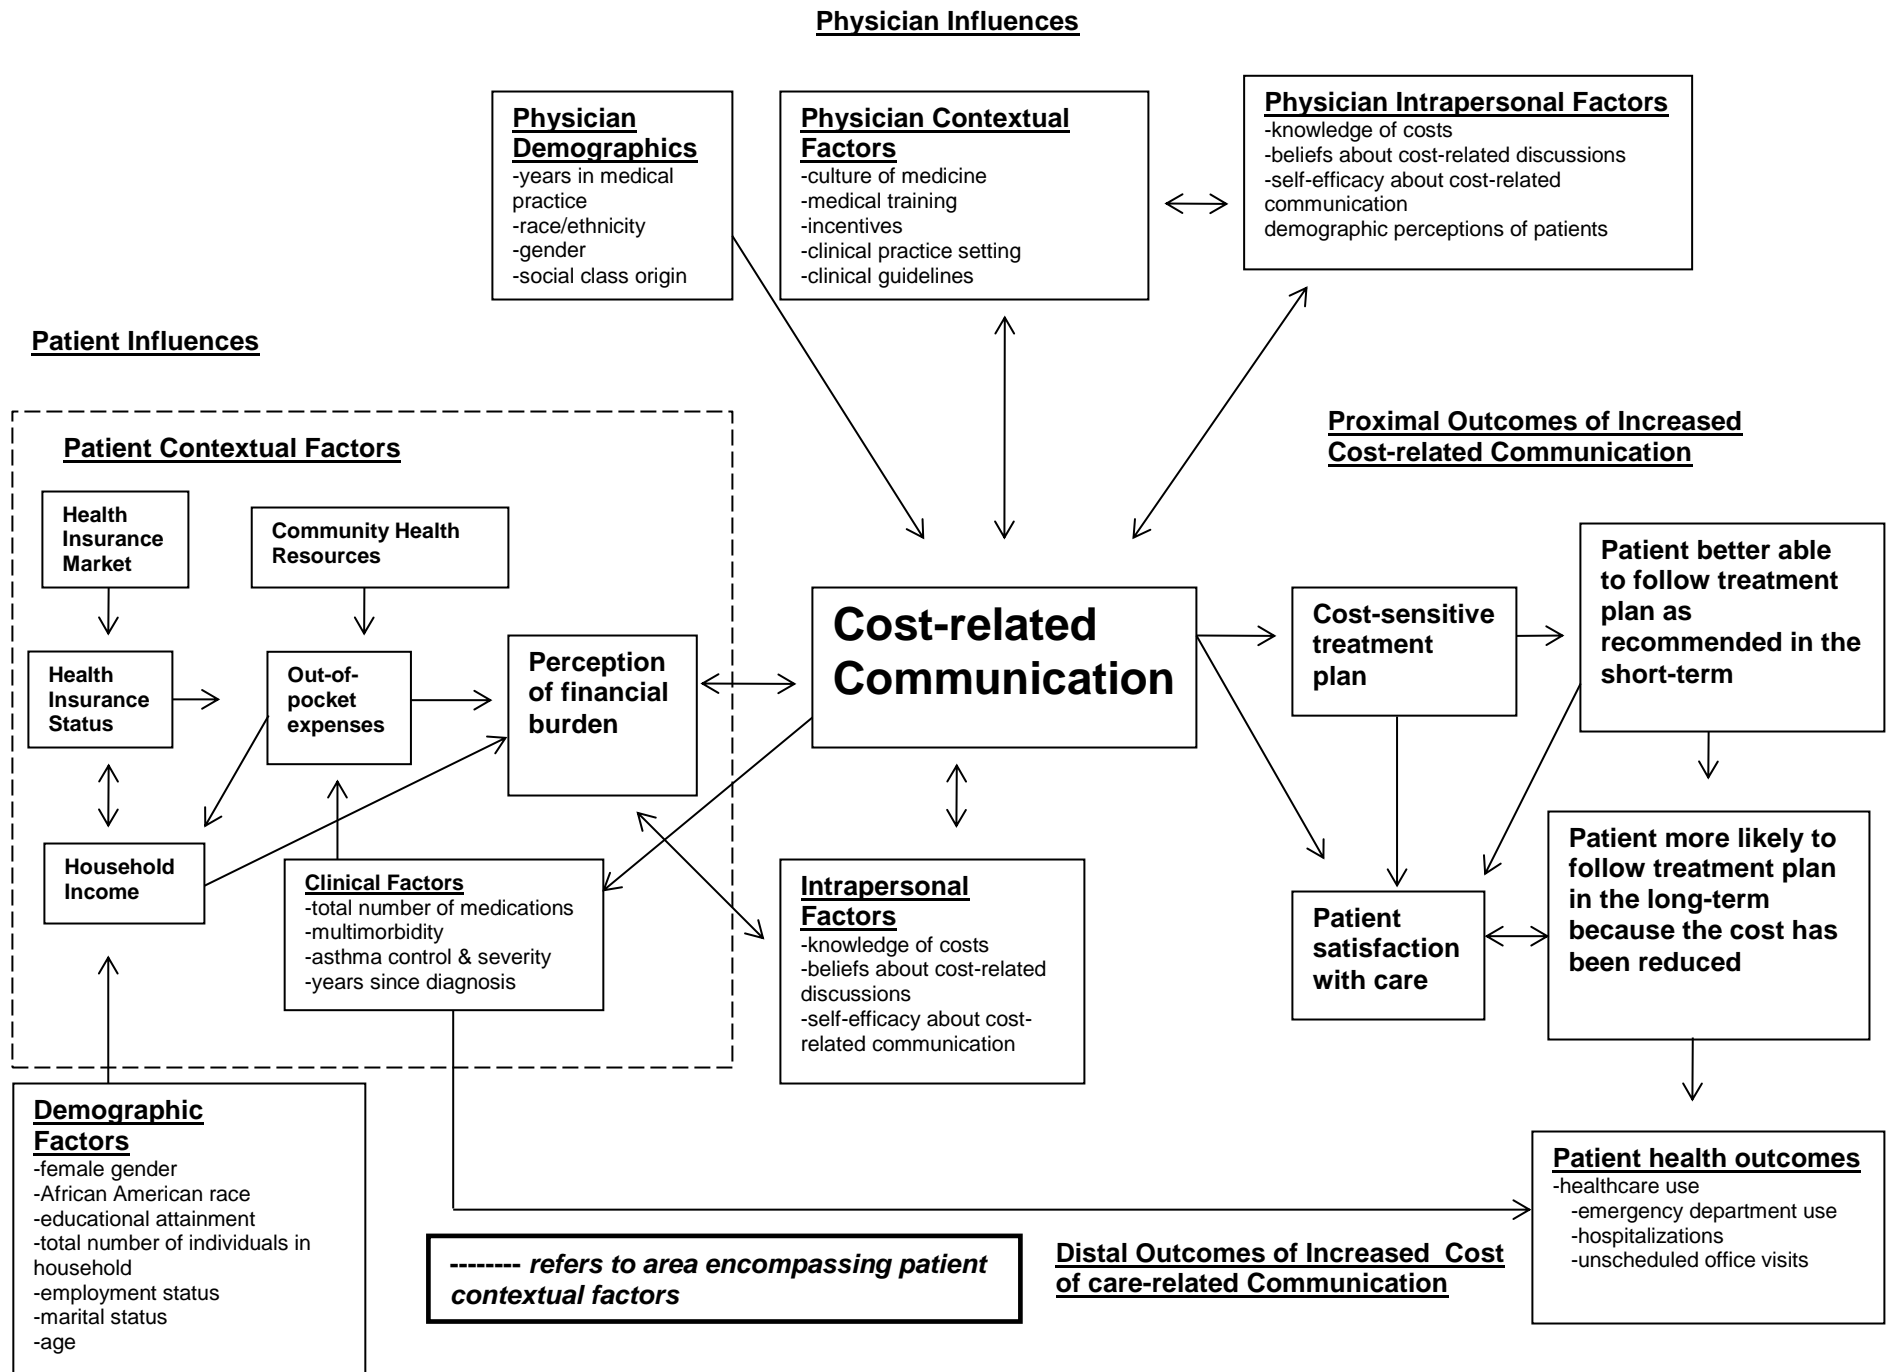 Physician Influences
Physician
Demographics
-years in medical
practice
-race/ethnicity
-gender
-social class origin
Physician Contextual
Factors
-culture of medicine
-medical training
-incentives
-clinical practice setting
-clinical guidelines
Physician Intrapersonal Factors
-knowledge of costs
-beliefs about cost-related discussions
-self-efficacy about cost-related
communication
demographic perceptions of patients
Patient Influences
Patient Contextual Factors
Health
Insurance
Market
Community Health
Resources
Health
Insurance
Status
Out-of-
pocket
expenses
Perception
of financial
burden
Household
Income
Clinical Factors
-total number of medications
-multimorbidity
-asthma control & severity
-years since diagnosis
Cost-related
Communication
Intrapersonal
Factors
-knowledge of costs
-beliefs about cost-related
discussions
-self-efficacy about cost-
related communication
Proximal Outcomes of Increased
Cost-related Communication
Cost-sensitive
treatment
plan
Patient better able
to follow treatment
plan as
recommended in the
short-term
Patient
satisfaction
with care
Patient more likely to
follow treatment plan
in the long-term
because the cost has
been reduced
Demographic
Factors
-female gender
-African American race
-educational attainment
-total number of individuals in
household
-employment status
-marital status
-age
-------- refers to area encompassing patient
contextual factors
Distal Outcomes of Increased  Cost
of care-related Communication
Patient health outcomes
-healthcare use
-emergency department use
-hospitalizations
-unscheduled office visits